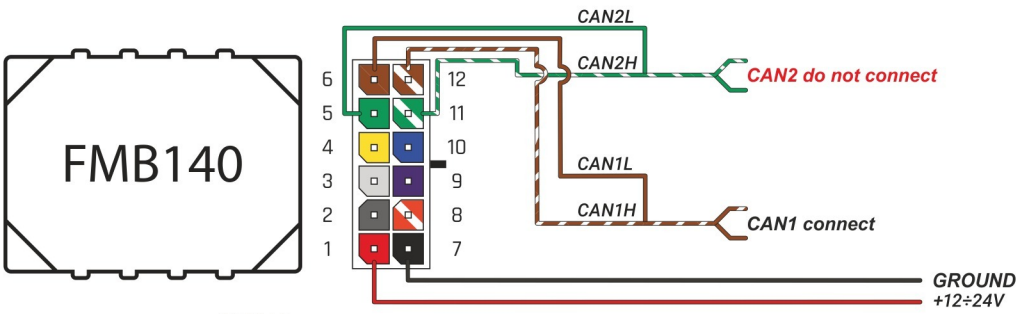 CAN2L
CAN2H
CAN2 do not connect
FMB140
6 12
5 11
4 10
3 9
2 8
1 7
CAN1L
CAN1H
CAN1 connect
GROUND
+12÷24V